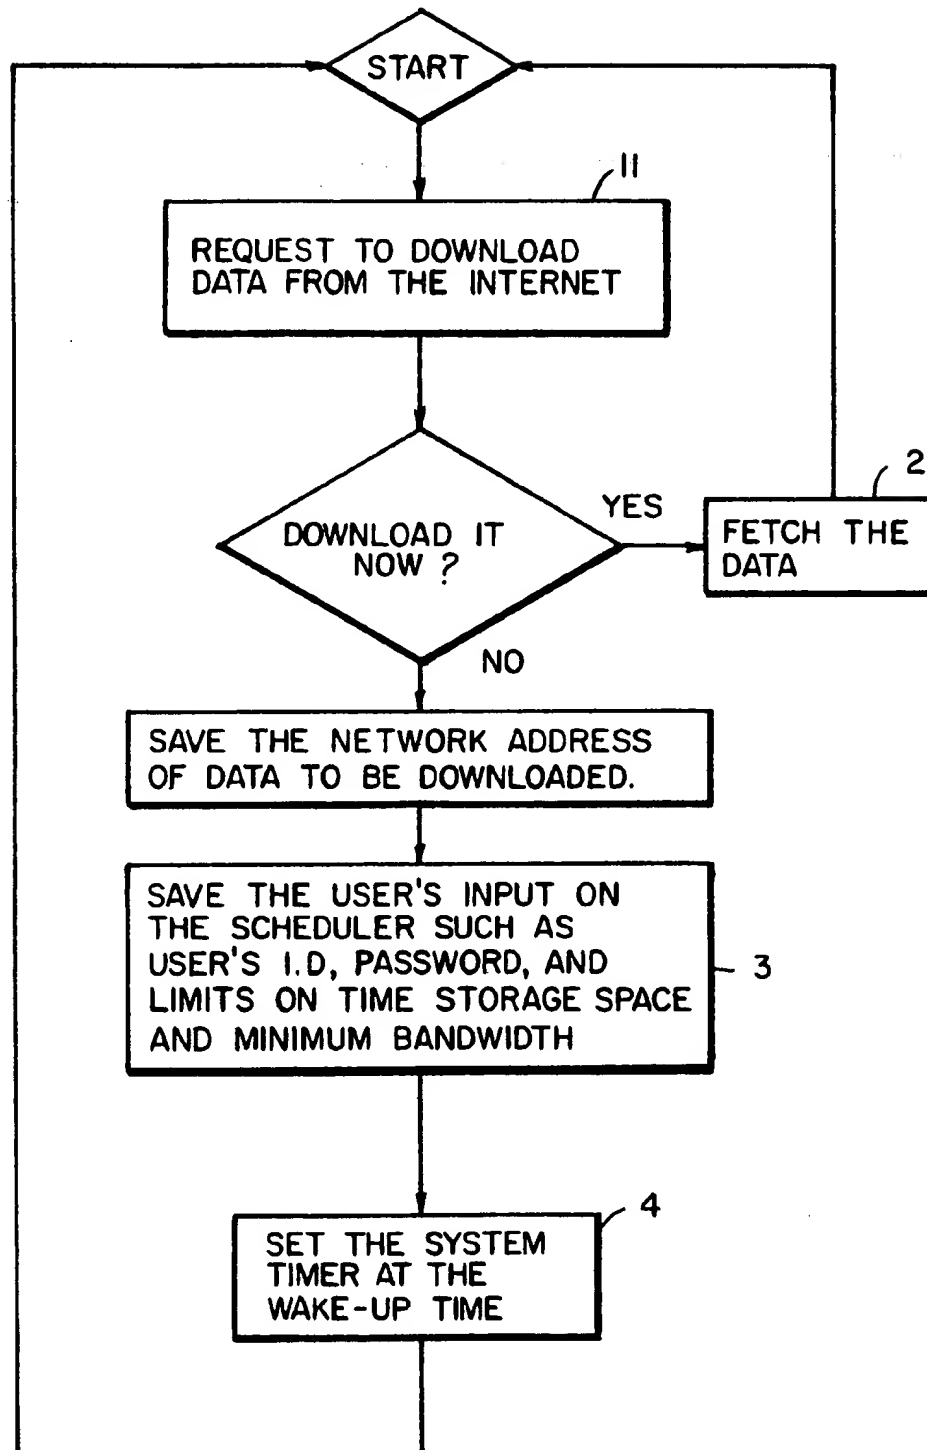 START
11
REQUEST TO DOWNLOAD
DATA FROM THE INTERNET
DOWNLOAD IT
NOW ?
YES
2
FETCH THE
DATA
NO
SAVE THE NETWORK ADDRESS
OF DATA TO BE DOWNLOADED.
SAVE THE USER'S INPUT ON
THE SCHEDULER SUCH AS
USER'S I.D, PASSWORD, AND
LIMITS ON TIME STORAGE SPACE
AND MINIMUM BANDWIDTH
3
4
SET THE SYSTEM
TIMER AT THE
WAKE-UP TIME